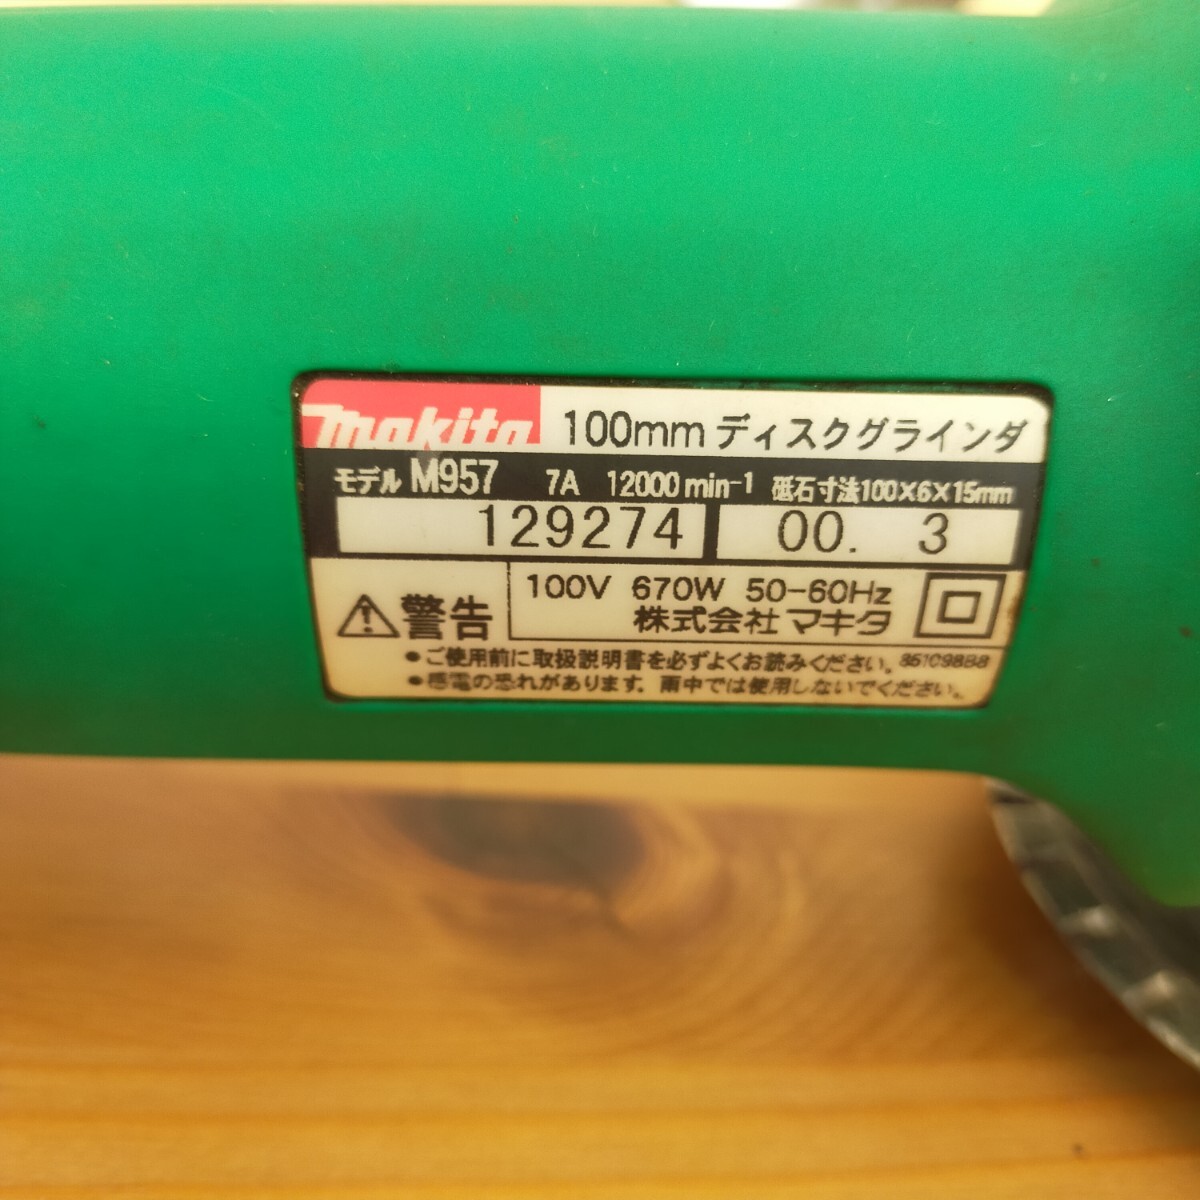 makita 100mm ディスクグラインダ
モデル M957 7A 12000 min-1 砥石寸法100×6×15mm
129274 00. 3
100V 670W 50-60Hz
⚠警告 株式会社 マキタ
•ご使用前に取扱説明書を必ずよくお読みください。 851C98B8
•感電の恐れがあります。雨中では使用しないでください。